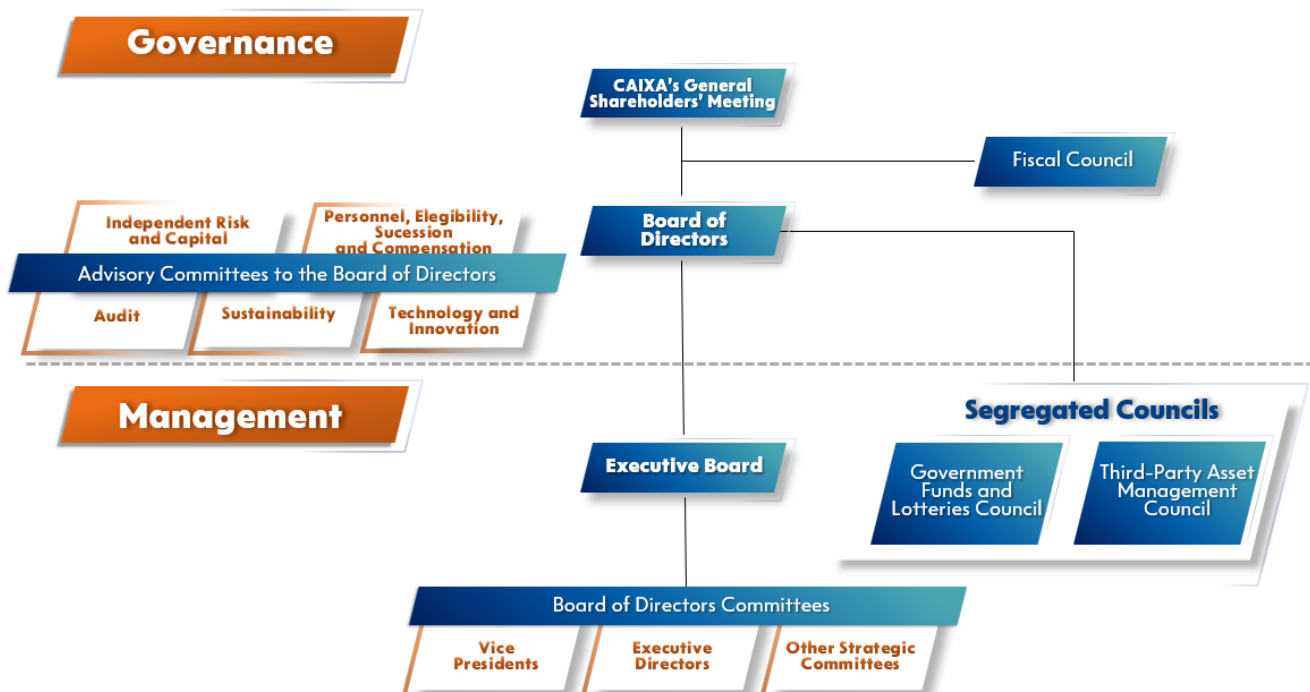 Governance
CAIXA's General
Shareholders' Meeting
Fiscal Council
Independent Risk
and Capital
Personnel, Elegibility,
Sucession
and Compensation
Board of
Directors
Advisory Committees to the Board of Directors
Audit
Sustainability
Technology and
Innovation
Management
Segregated Councils
Executive Board
Government
Funds and
Lotteries Council
Third-Party Asset
Management
Council
Board of Directors Committees
Vice
Presidents
Executive
Directors
Other Strategic
Committees